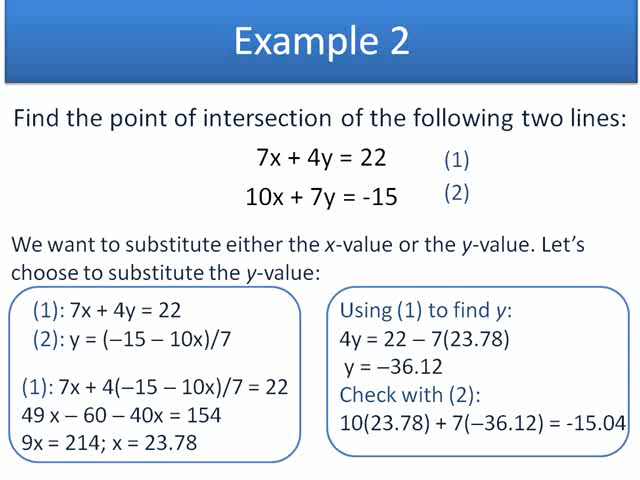 Example 2
Find the point of intersection of the following two lines:
7x + 4y = 22 (1)
10x + 7y = -15 (2)
We want to substitute either the x-value or the y-value. Let's
choose to substitute the y-value:
(1): 7x + 4y = 22
(2): y = (−15 − 10x)/7
(1): 7x + 4(−15 − 10x)/7 = 22
49 x − 60 − 40x = 154
9x = 214; x = 23.78
Using (1) to find y:
4y = 22 − 7(23.78)
y = −36.12
Check with (2):
10(23.78) + 7(−36.12) = -15.04